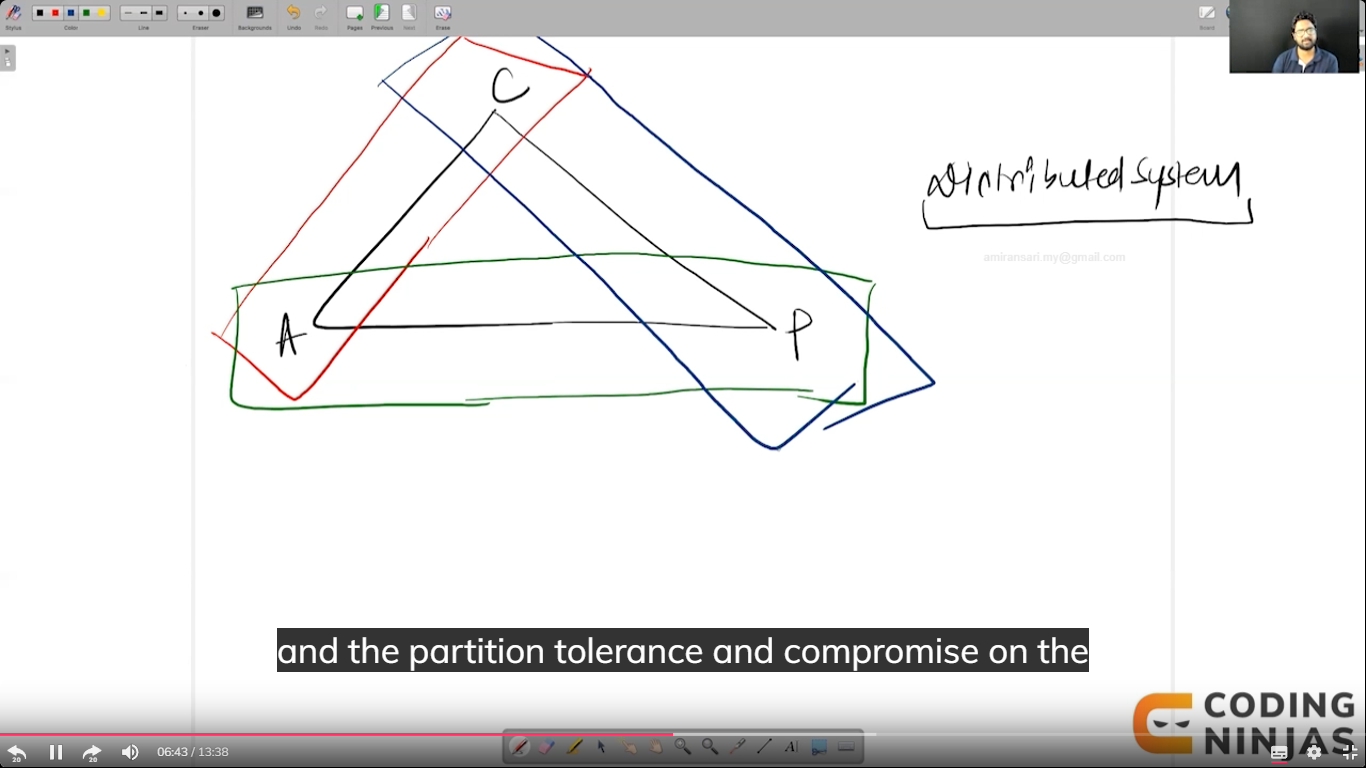 Stylus Color Line Eraser Backgrounds Undo Redo Pages Previous Next Erase Board
C
Distributed System
amiransari.my@gmail.com
A P
and the partition tolerance and compromise on the
CODING
NINJAS
20 20 06:43 / 13:38